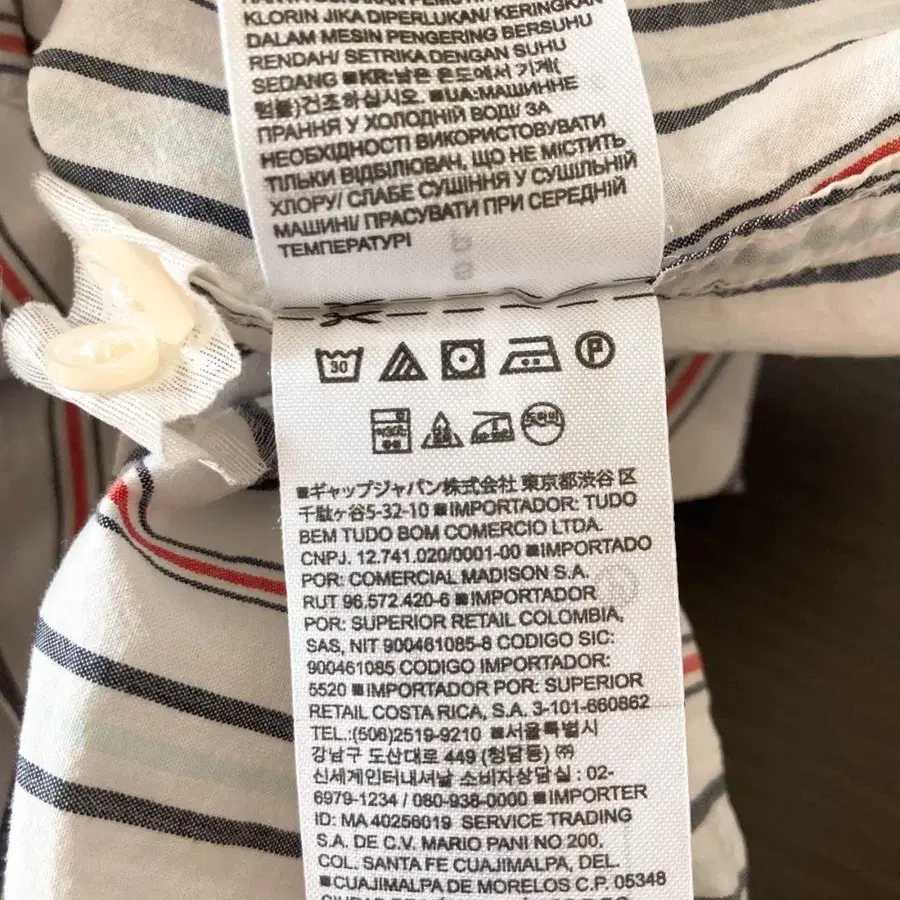 KLORIN JIKA DIPERLUKAN/ KERINGKAN
DALAM MESIN PENGERING BERSUHU
RENDAH/ SETRIKA DENGAN SUHU
SEDANG ■KR:낮은 온도에서 기계(
텀블)건조하십시오. ■UA:МАШИННЕ
ПРАННЯ У ХОЛОДНІЙ ВОДІ/ ЗА
НЕОБХІДНОСТІ ВИКОРИСТОВУВАТИ
ТІЛЬКИ ВІДБІЛЮВАЧ, ЩО НЕ МІСТИТЬ
ХЛОРУ/ СЛАБЕ СУШІННЯ У СУШИЛЬНІЙ
МАШИНІ/ ПРАСУВАТИ ПРИ СЕРЕДНІЙ
ТЕМПЕРАТУРІ
30 P
드라이
■ギャップジャパン株式会社 東京都渋谷区
千駄ヶ谷5-32-10 ■IMPORTADOR: TUDO
BEM TUDO BOM COMERCIO LTDA.
CNPJ. 12.741.020/0001-00 ■IMPORTADO
POR: COMERCIAL MADISON S.A.
RUT 96.572.420-6 ■IMPORTADOR
POR: SUPERIOR RETAIL COLOMBIA,
SAS, NIT 900461085-8 CODIGO SIC:
900461085 CODIGO IMPORTADOR:
5520 ■IMPORTADOR POR: SUPERIOR
RETAIL COSTA RICA, S.A. 3-101-660862
TEL.:(506)2519-9210 ■서울특별시
강남구 도산대로 449 (청담동) ㈜
신세계인터내셔날 소비자상담실 : 02-
6979-1234 / 080-938-0000 ■IMPORTER
ID: MA 40256019 SERVICE TRADING
S.A. DE C.V. MARIO PANI NO 200,
COL. SANTA FE CUAJIMALPA, DEL.
■CUAJIMALPA DE MORELOS C.P. 05348